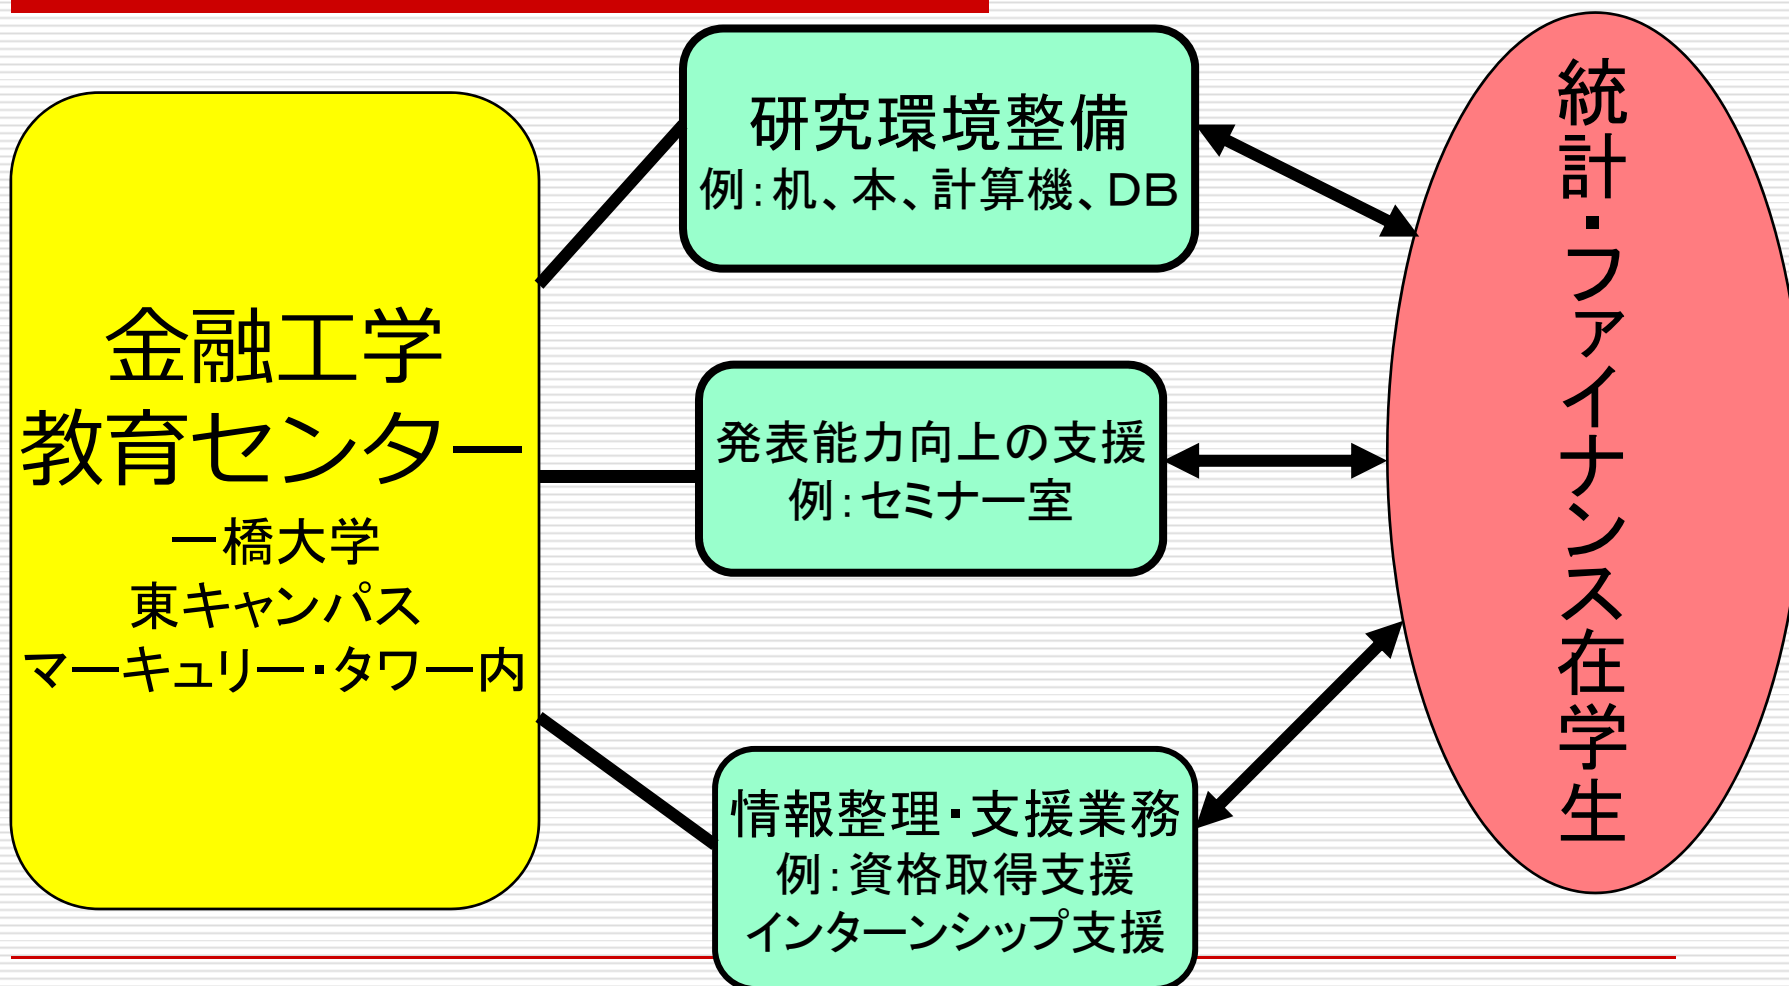 金融工学
教育センター
一橋大学
東キャンパス
マーキュリー・タワー内
研究環境整備
例：机、本、計算機、ＤＢ
発表能力向上の支援
例：セミナー室
情報整理・支援業務
例：資格取得支援
インターンシップ支援
統計・ファイナンス在学生